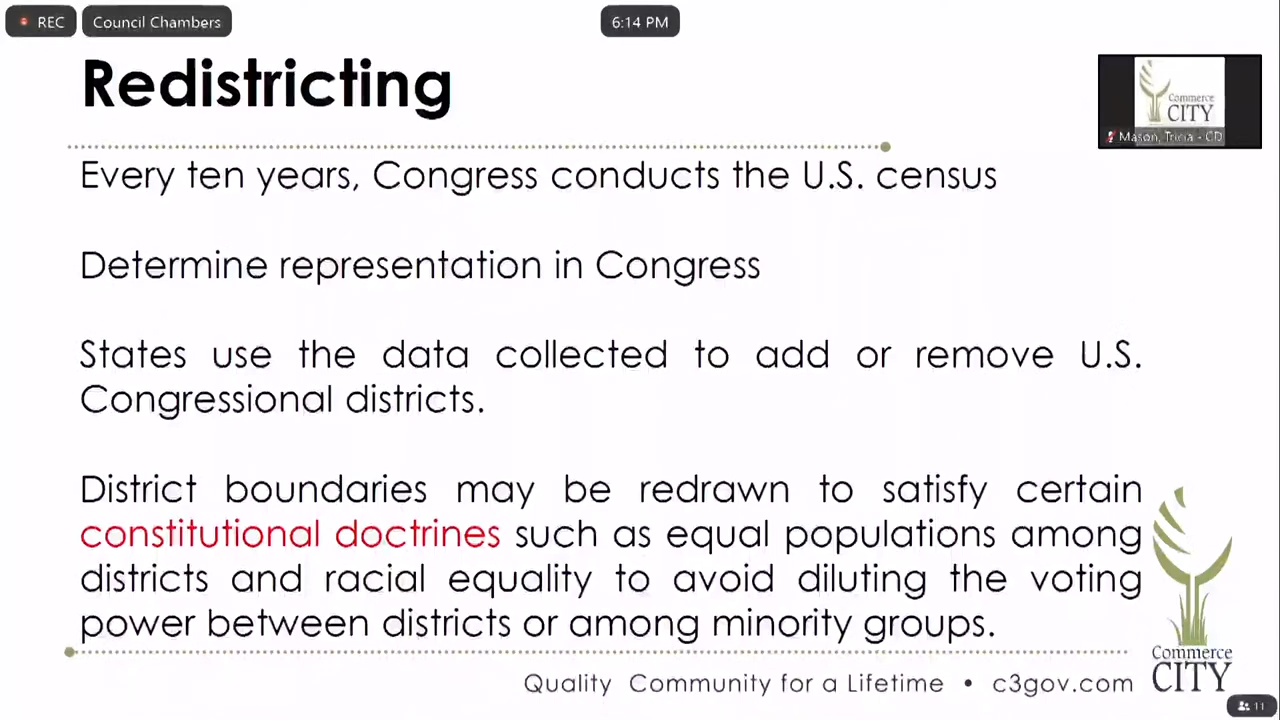 REC
Council Chambers
6:14 PM
Redistricting
Commerce
CITY
Mason, Tricia - CD
Every ten years, Congress conducts the U.S. census
Determine representation in Congress
States use the data collected to add or remove U.S.
Congressional districts.
District boundaries may be redrawn to satisfy certain
constitutional doctrines such as equal populations among
districts and racial equality to avoid diluting the voting
power between districts or among minority groups.
Commerce
CITY
Quality Community for a Lifetime • c3gov.com
11